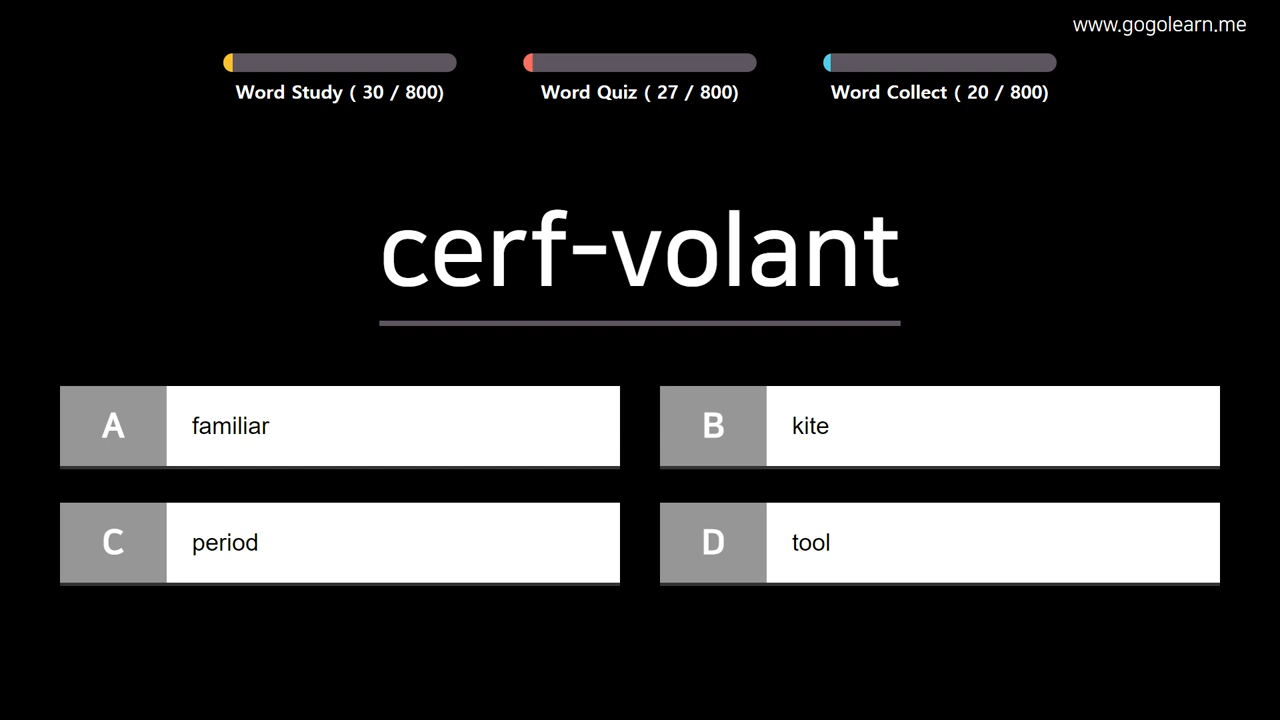 www.gogolearn.me
Word Study ( 30 / 800)
Word Quiz ( 27 / 800)
Word Collect ( 20 / 800)
cerf-volant
A familiar
B kite
C period
D tool